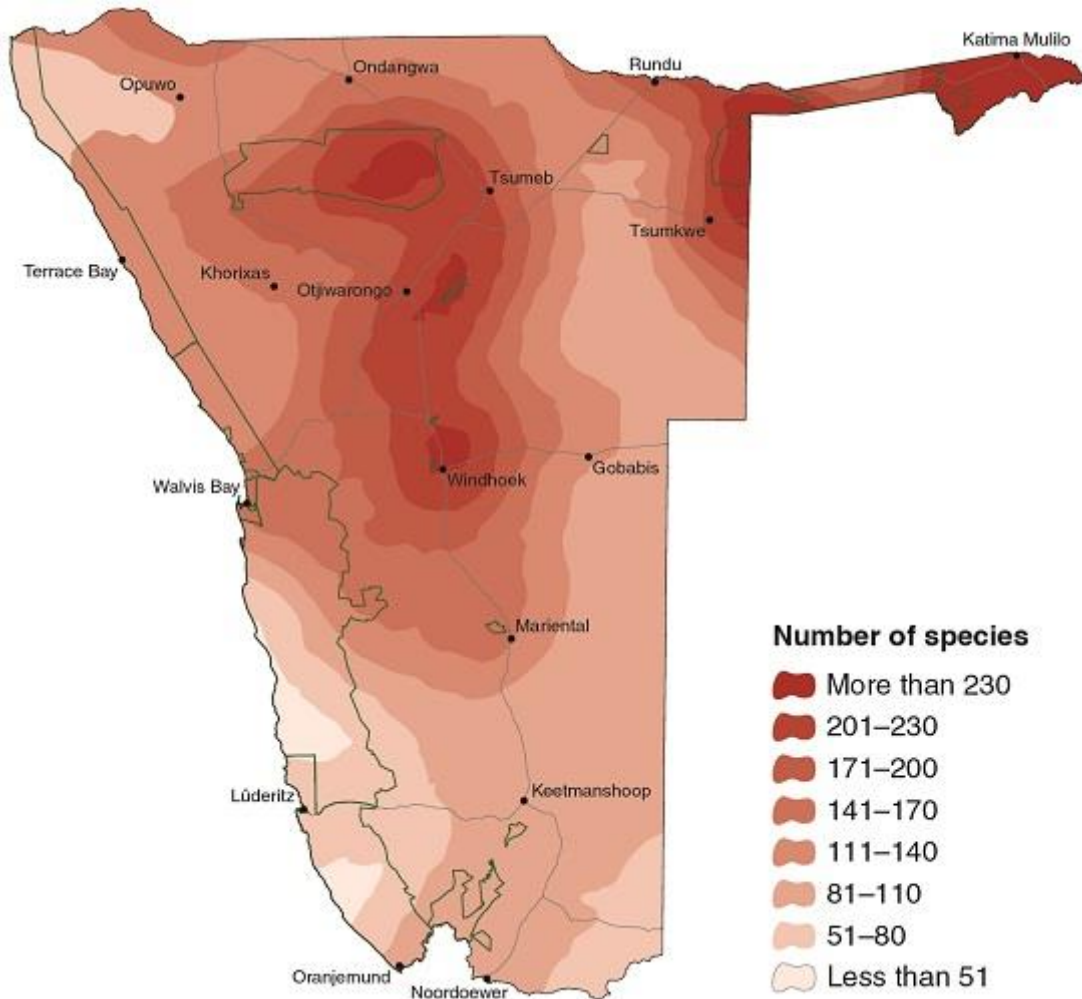 Katima Mulilo
Rundu
Ondangwa
Opuwo
Tsumeb
Tsumkwe
Terrace Bay
Khorixas
Otjiwarongo
Gobabis
Windhoek
Walvis Bay
Mariental
Number of species
More than 230
201–230
171–200
141–170
111–140
81–110
51–80
Less than 51
Keetmanshoop
Lûderitz
Oranjemund
Noordoewer